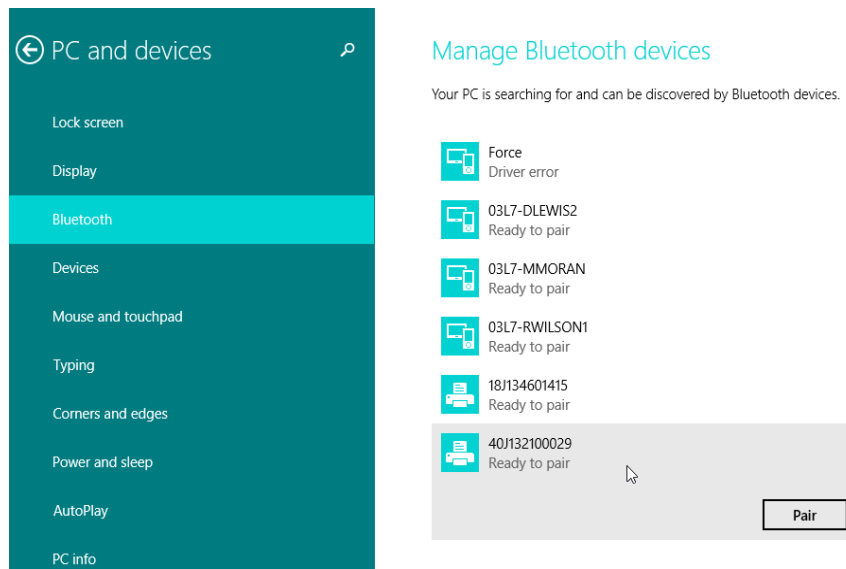 PC and devices
Lock screen
Display
Bluetooth
Devices
Mouse and touchpad
Typing
Corners and edges
Power and sleep
AutoPlay
PC info
Manage Bluetooth devices
Your PC is searching for and can be discovered by Bluetooth devices.
Force
Driver error
03L7-DLEWIS2
Ready to pair
03L7-MMORAN
Ready to pair
03L7-RWILSON1
Ready to pair
18J134601415
Ready to pair
40J132100029
Ready to pair
Pair